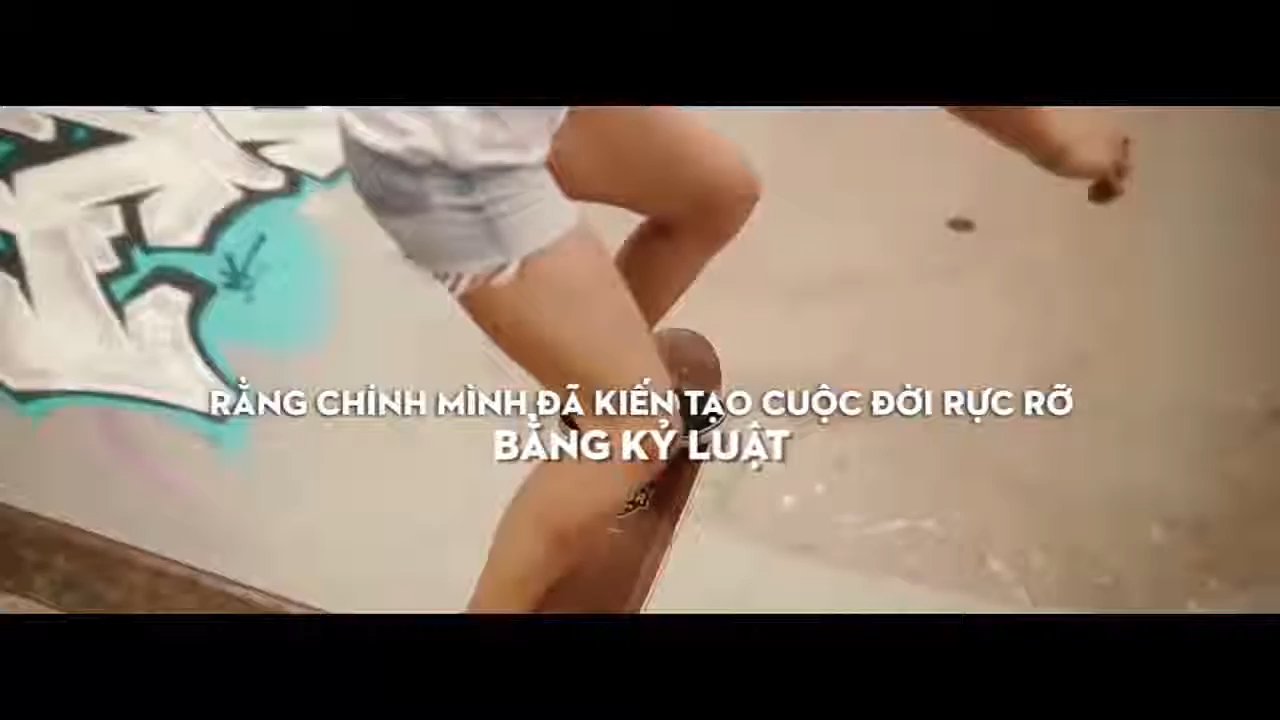 RẰNG CHÍNH MÌNH ĐÃ KIẾN TẠO CUỘC ĐỜI RỰC RỠ
BẰNG KỶ LUẬT